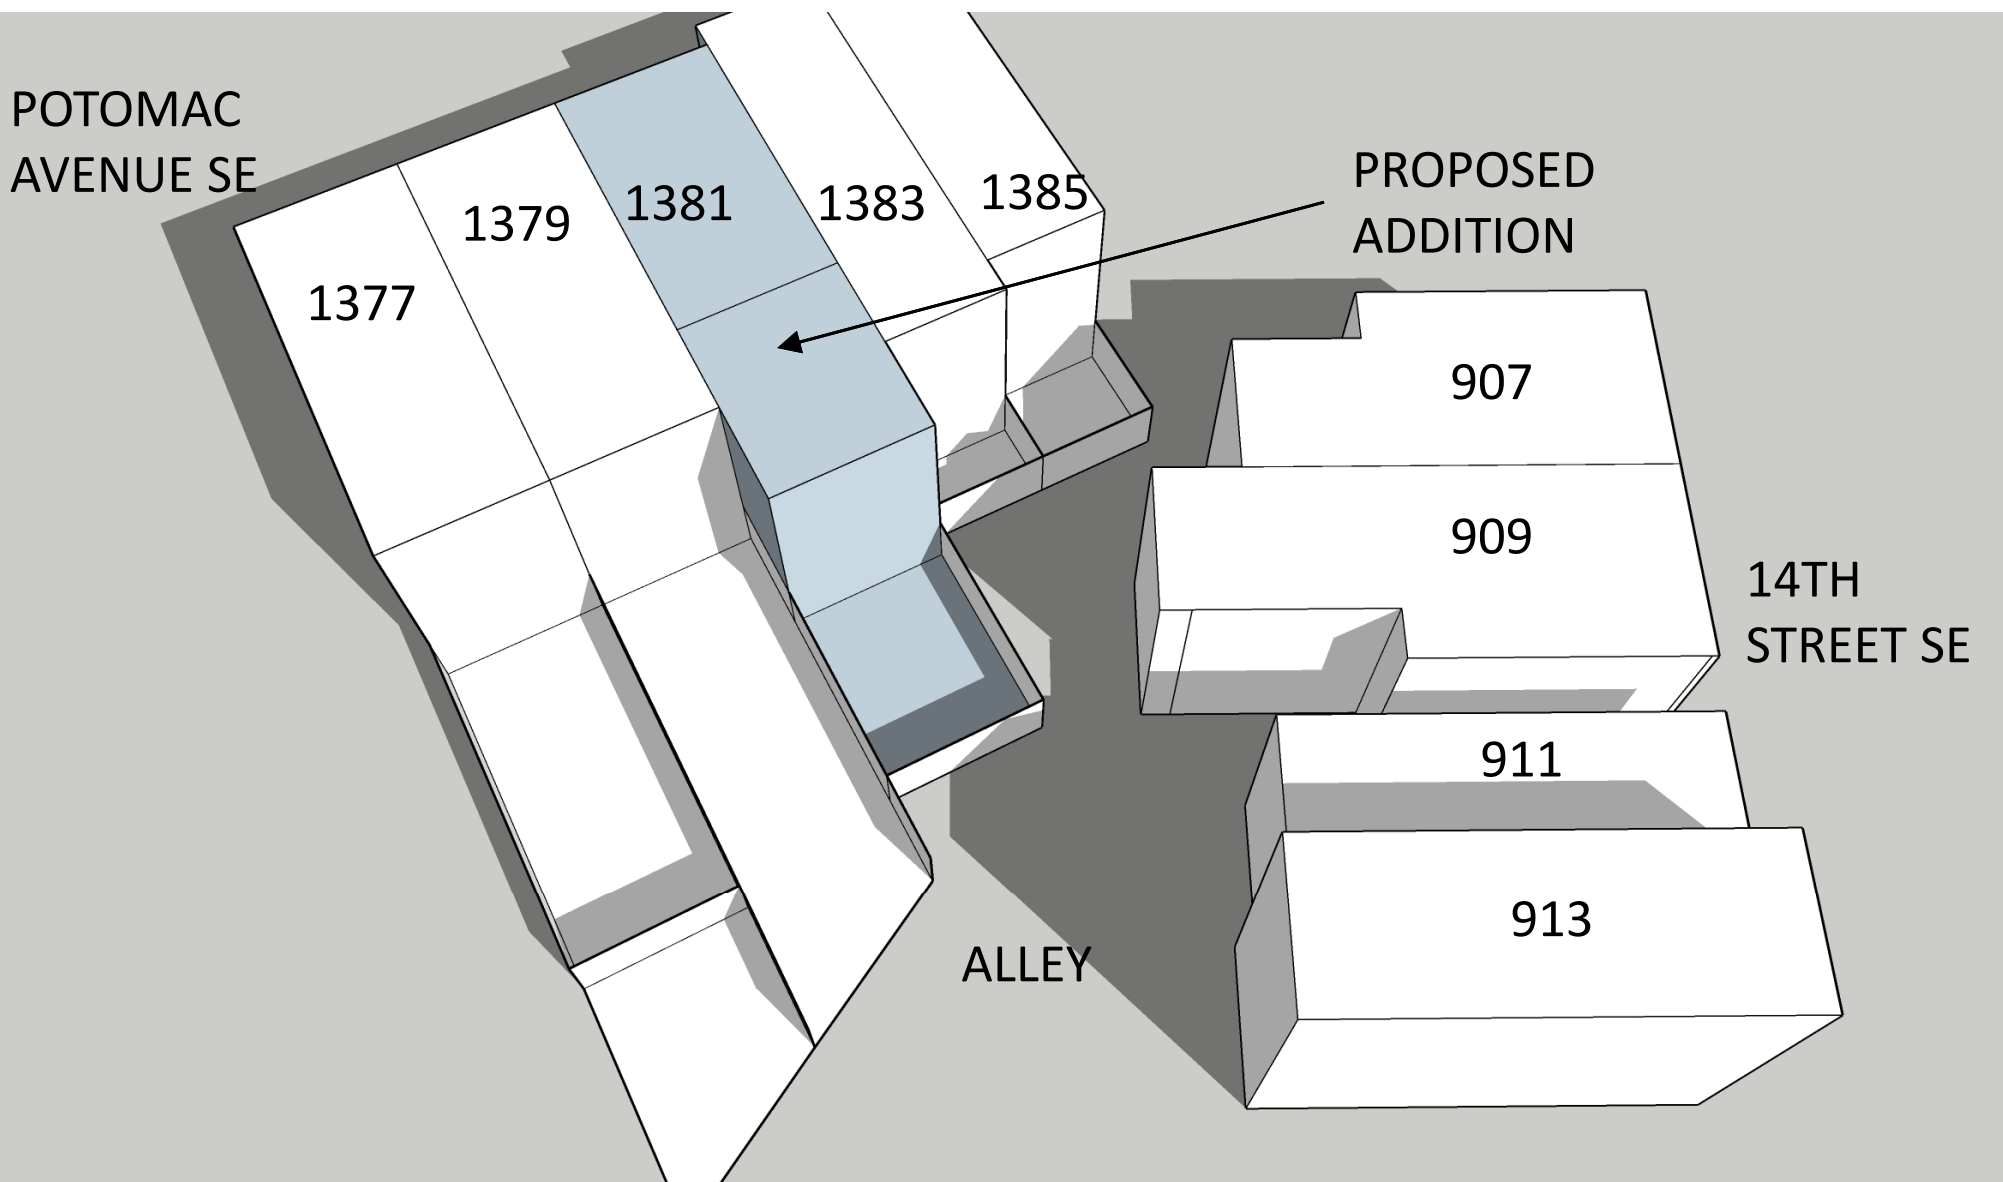 POTOMAC
AVENUE SE
1377
1379
1381
1383
1385
PROPOSED
ADDITION
907
909
14TH
STREET SE
911
913
ALLEY